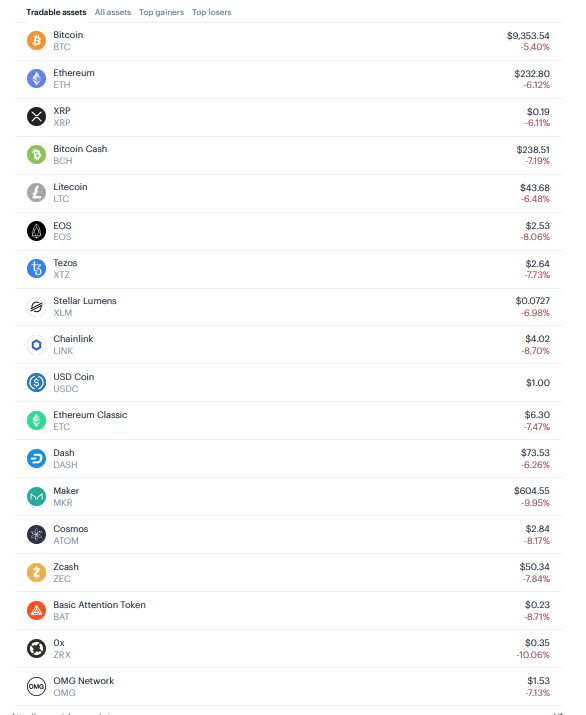 Tradable assets All assets Top gainers Top losers
Bitcoin $9,353.54
BTC -5.40%
Ethereum $232.80
ETH -6.12%
XRP $0.19
XRP -6.11%
Bitcoin Cash $238.51
BCH -7.19%
Litecoin $43.68
LTC -6.48%
EOS $2.53
EOS -8.06%
Tezos $2.64
XTZ -7.73%
Stellar Lumens $0.0727
XLM -6.98%
Chainlink $4.02
LINK -8.70%
USD Coin $1.00
USDC
Ethereum Classic $6.30
ETC -7.47%
Dash $73.53
DASH -6.26%
Maker $604.55
MKR -9.95%
Cosmos $2.84
ATOM -8.17%
Zcash $50.34
ZEC -7.84%
Basic Attention Token $0.23
BAT -8.71%
0x $0.35
ZRX -10.06%
OMG
OMG Network $1.53
OMG -7.13%